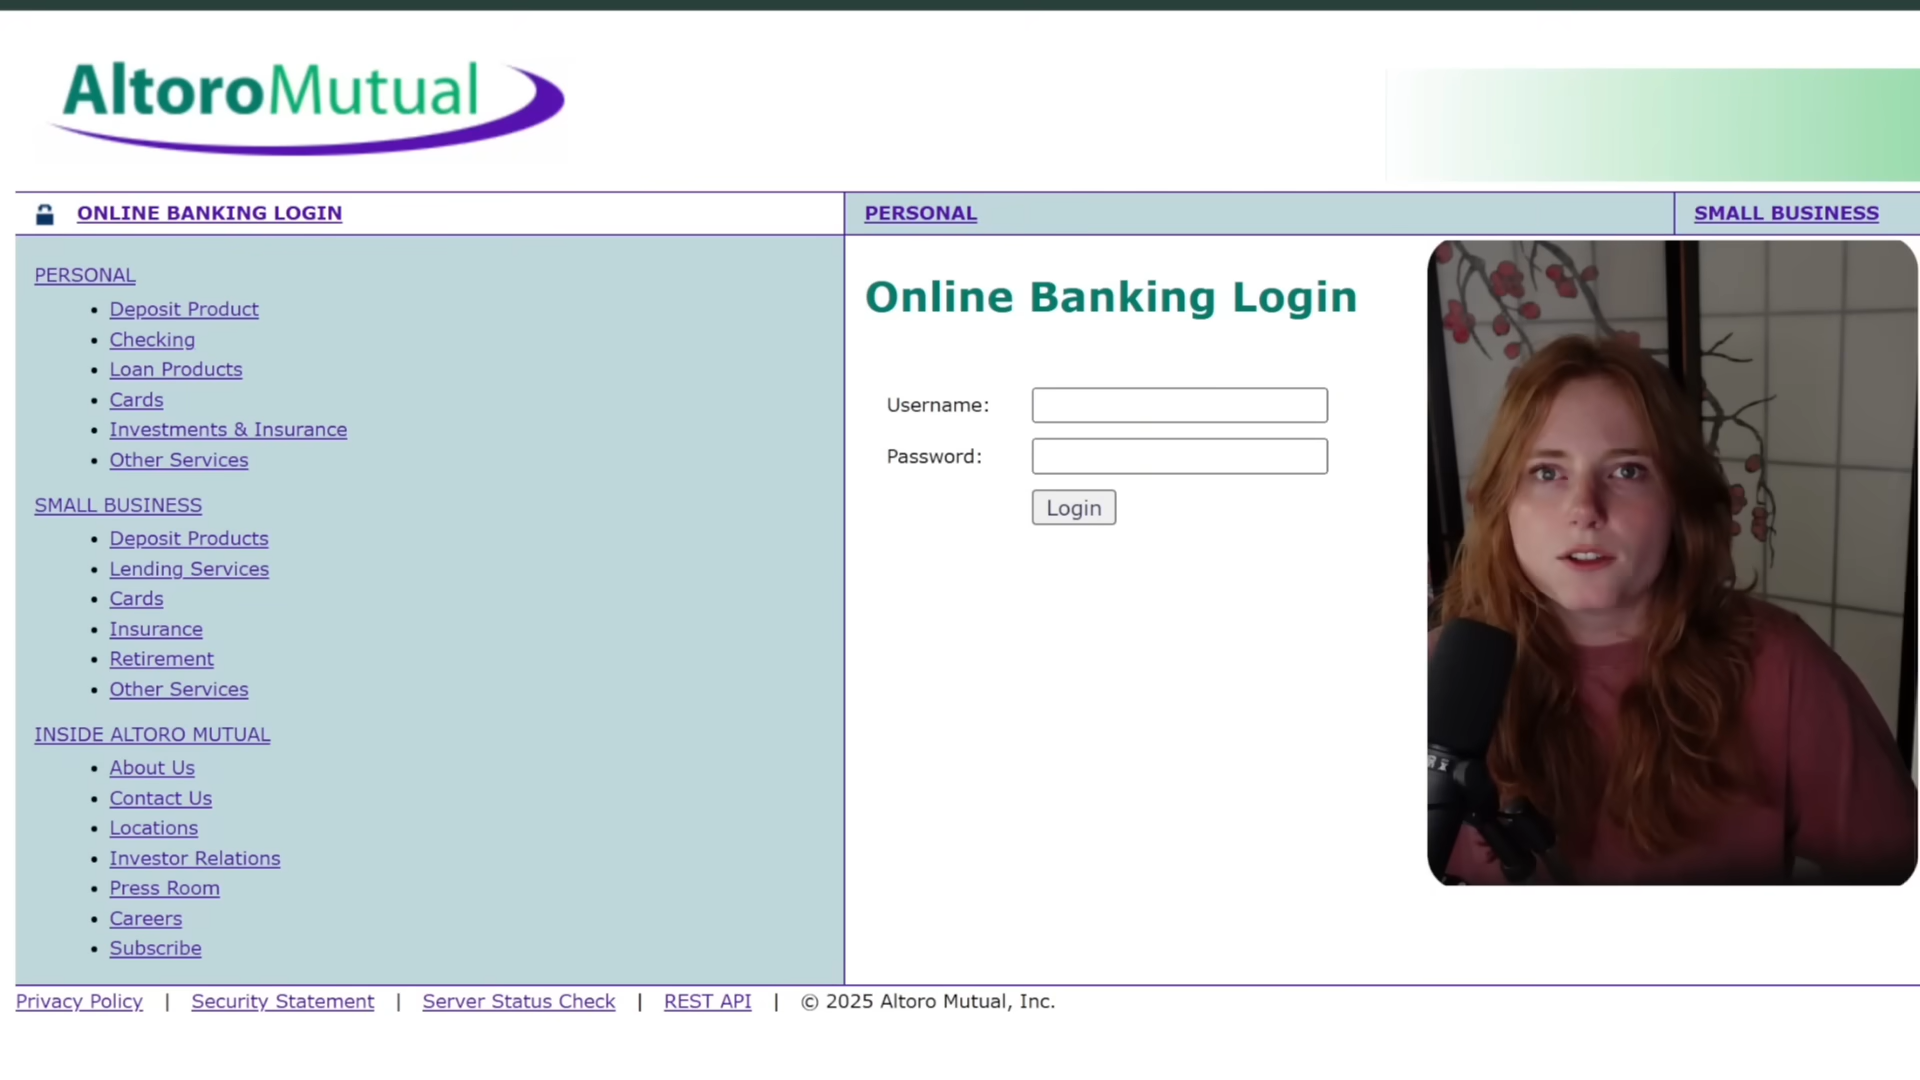 AltoroMutual
ONLINE BANKING LOGIN
PERSONAL
SMALL BUSINESS
PERSONAL
Deposit Product
Checking
Loan Products
Cards
Investments & Insurance
Other Services
SMALL BUSINESS
Deposit Products
Lending Services
Cards
Insurance
Retirement
Other Services
INSIDE ALTORO MUTUAL
About Us
Contact Us
Locations
Investor Relations
Press Room
Careers
Subscribe
Online Banking Login
Username:
Password:
Login
Privacy Policy | Security Statement | Server Status Check | REST API | © 2025 Altoro Mutual, Inc.